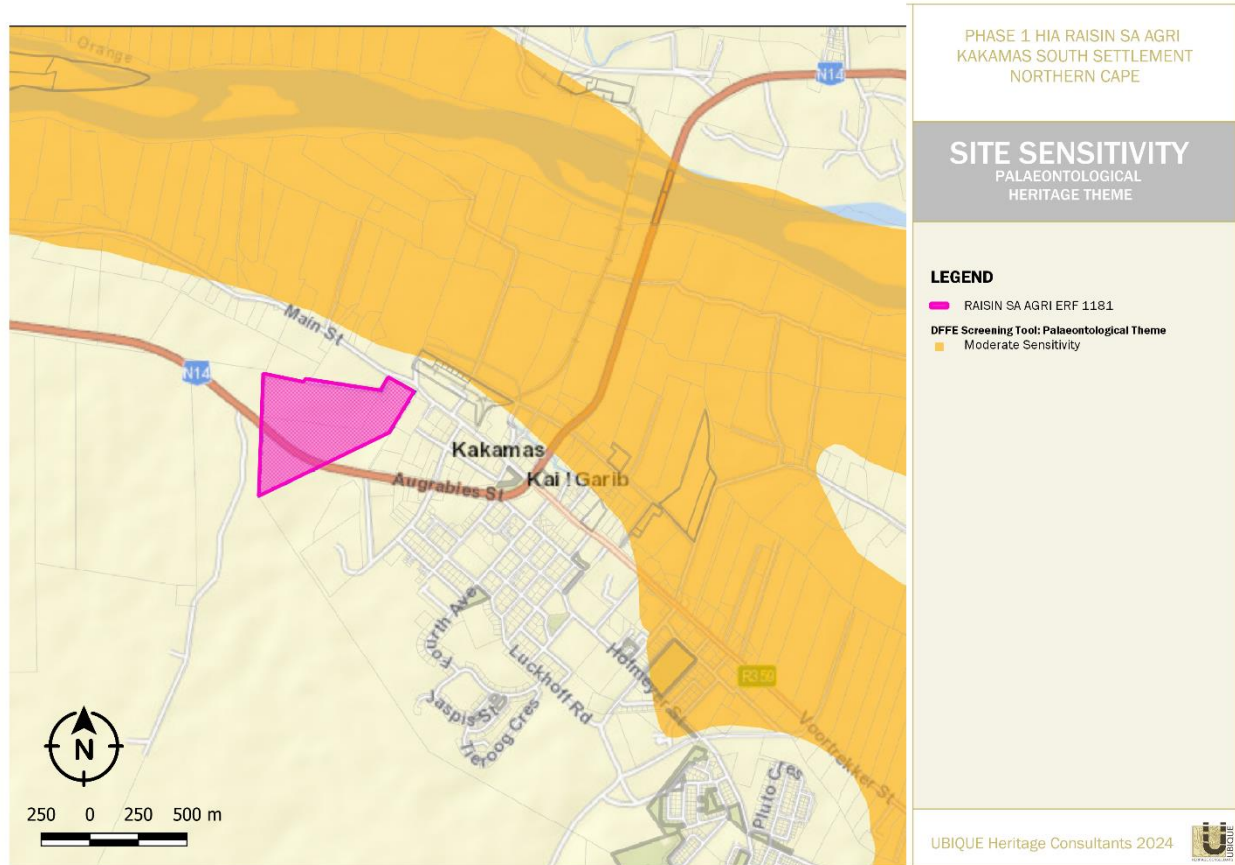 Orange
N14
Main St
N14
Kakamas
Kai ! Garib
Augrabies St
Fourth Ave
Jaspis St
Tieroog Cres
Luckhoff Rd
Hofmeyer St
R359
Voortrekker St
Pluto Cres
N
250 0 250 500 m
PHASE 1 HIA RAISIN SA AGRI
KAKAMAS SOUTH SETTLEMENT
NORTHERN CAPE
SITE SENSITIVITY
PALAEONTOLOGICAL
HERITAGE THEME
LEGEND
RAISIN SA AGRI ERF 1181
DFFE Screening Tool: Palaeontological Theme
Moderate Sensitivity
UBIQUE Heritage Consultants 2024
UBIQUE